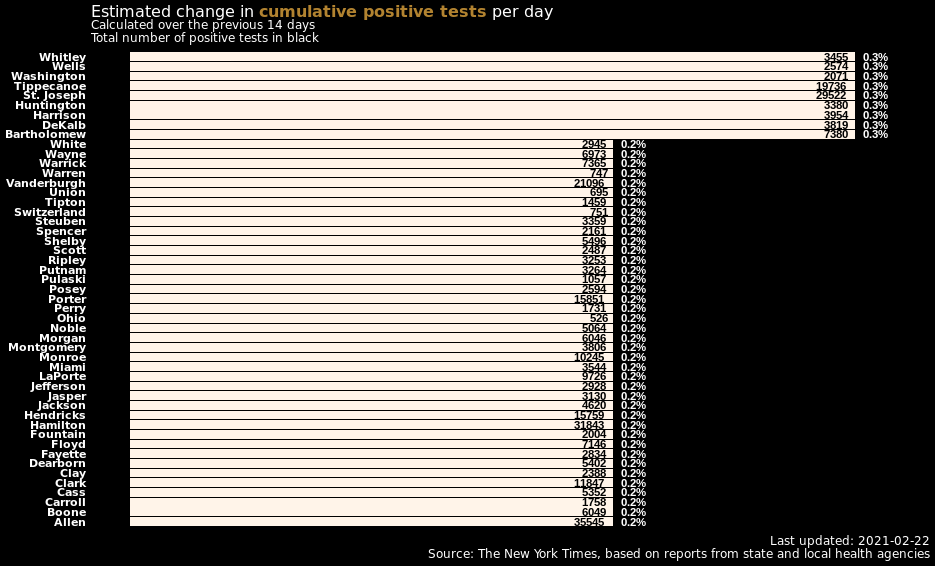 Estimated change in cumulative positive tests per day
Calculated over the previous 14 days
Total number of positive tests in black
Whitley 3455 0.3%
Wells 2574 0.3%
Washington 2071 0.3%
Tippecanoe 19736 0.3%
St. Joseph 29522 0.3%
Huntington 3380 0.3%
Harrison 3954 0.3%
DeKalb 3819 0.3%
Bartholomew 7380 0.3%
White 2945 0.2%
Wayne 6973 0.2%
Warrick 7365 0.2%
Warren 747 0.2%
Vanderburgh 21096 0.2%
Union 695 0.2%
Tipton 1459 0.2%
Switzerland 751 0.2%
Steuben 3359 0.2%
Spencer 2161 0.2%
Shelby 5496 0.2%
Scott 2487 0.2%
Ripley 3253 0.2%
Putnam 3264 0.2%
Pulaski 1057 0.2%
Posey 2594 0.2%
Porter 15851 0.2%
Perry 1731 0.2%
Ohio 526 0.2%
Noble 5064 0.2%
Morgan 6046 0.2%
Montgomery 3806 0.2%
Monroe 10245 0.2%
Miami 3544 0.2%
LaPorte 9726 0.2%
Jefferson 2928 0.2%
Jasper 3130 0.2%
Jackson 4620 0.2%
Hendricks 15759 0.2%
Hamilton 31843 0.2%
Fountain 2004 0.2%
Floyd 7146 0.2%
Fayette 2834 0.2%
Dearborn 5402 0.2%
Clay 2388 0.2%
Clark 11847 0.2%
Cass 5352 0.2%
Carroll 1758 0.2%
Boone 6049 0.2%
Allen 35545 0.2%
Last updated: 2021-02-22
Source: The New York Times, based on reports from state and local health agencies